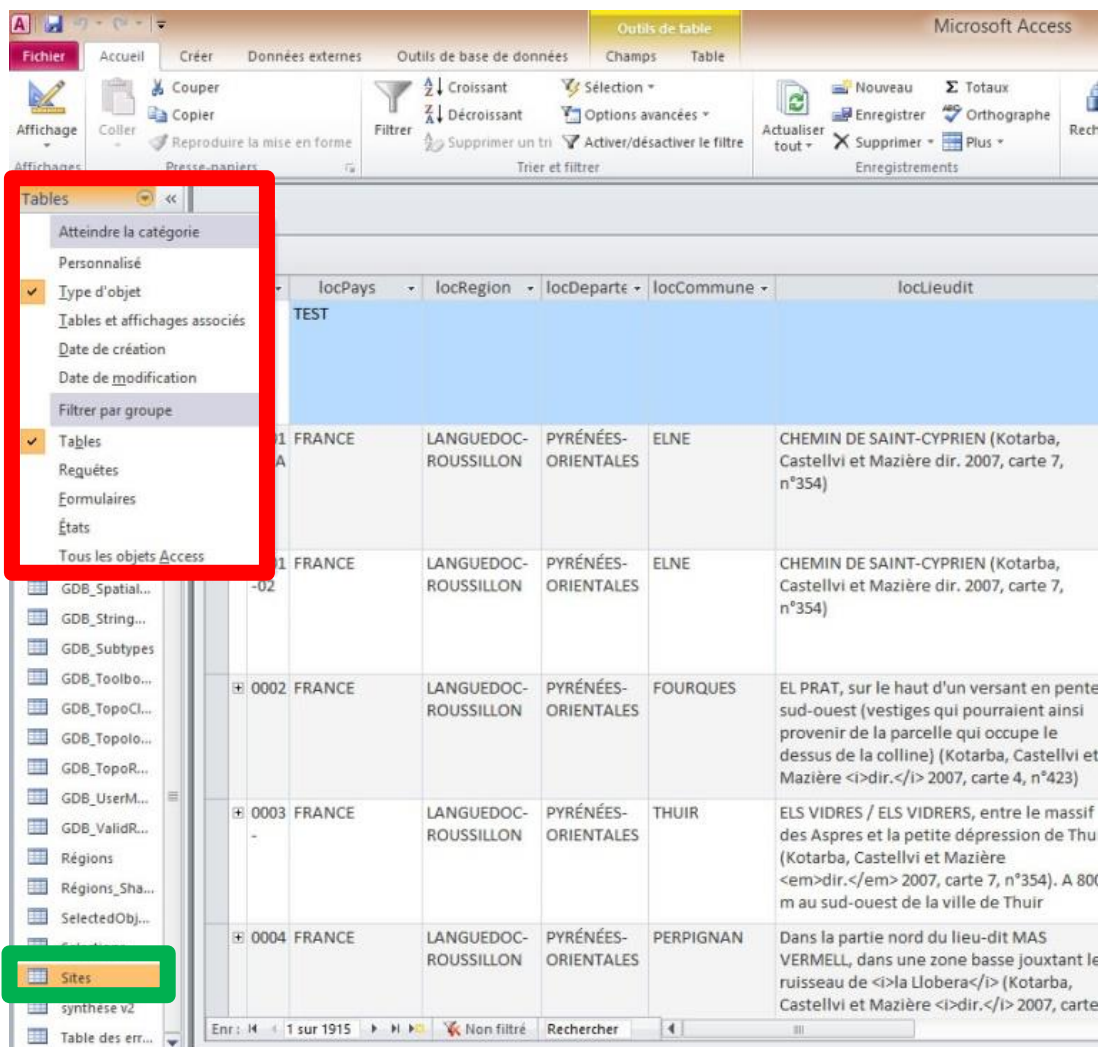 A
Outils de table
Microsoft Access
Fichier Accueil Créer Données externes Outils de base de données Champs Table
Couper
Copier
Reproduire la mise en forme
Affichage
Coller
Affichages
Presse-papiers
Filtrer
Croissant
Décroissant
Supprimer un tri
Sélection
Options avancées
Activer/désactiver le filtre
Trier et filtrer
Actualiser
tout
Nouveau
Enregistrer
Supprimer
Σ Totaux
Orthographe
Plus
Enregistrements
Rech
Tables «
Atteindre la catégorie
Personnalisé
Type d'objet
Tables et affichages associés
Date de création
Date de modification
Filtrer par groupe
Tables
Requêtes
Formulaires
États
Tous les objets Access
GDB_Spatial...
GDB_String...
GDB_Subtypes
GDB_Toolbo...
GDB_TopoCl...
GDB_Topolo...
GDB_TopoR...
GDB_UserM...
GDB_ValidR...
Régions
Régions_Sha...
SelectedObj...
Selections
Sites
synthèse v2
Table des err...
locPays locRegion locDeparte locCommune locLieudit
TEST
01 FRANCE LANGUEDOC- PYRÉNÉES- ELNE CHEMIN DE SAINT-CYPRIEN (Kotarba,
A ROUSSILLON ORIENTALES Castellvi et Mazière dir. 2007, carte 7,
n°354)
01 FRANCE LANGUEDOC- PYRÉNÉES- ELNE CHEMIN DE SAINT-CYPRIEN (Kotarba,
-02 ROUSSILLON ORIENTALES Castellvi et Mazière dir. 2007, carte 7,
n°354)
0002 FRANCE LANGUEDOC- PYRÉNÉES- FOURQUES EL PRAT, sur le haut d'un versant en pente
ROUSSILLON ORIENTALES sud-ouest (vestiges qui pourraient ainsi
provenir de la parcelle qui occupe le
dessus de la colline) (Kotarba, Castellvi et
Mazière <i>dir.</i> 2007, carte 4, n°423)
0003 FRANCE LANGUEDOC- PYRÉNÉES- THUIR ELS VIDRES / ELS VIDRERS, entre le massif
- ROUSSILLON ORIENTALES des Aspres et la petite dépression de Thu
(Kotarba, Castellvi et Mazière
<em>dir.</em> 2007, carte 7, n°354). A 800
m au sud-ouest de la ville de Thuir
0004 FRANCE LANGUEDOC- PYRÉNÉES- PERPIGNAN Dans la partie nord du lieu-dit MAS
ROUSSILLON ORIENTALES VERMELL, dans une zone basse jouxtant le
ruisseau de <i>la Llobera</i> (Kotarba,
Castellvi et Mazière <i>dir.</i> 2007, carte
Enr : 1 sur 1915 Non filtré Rechercher